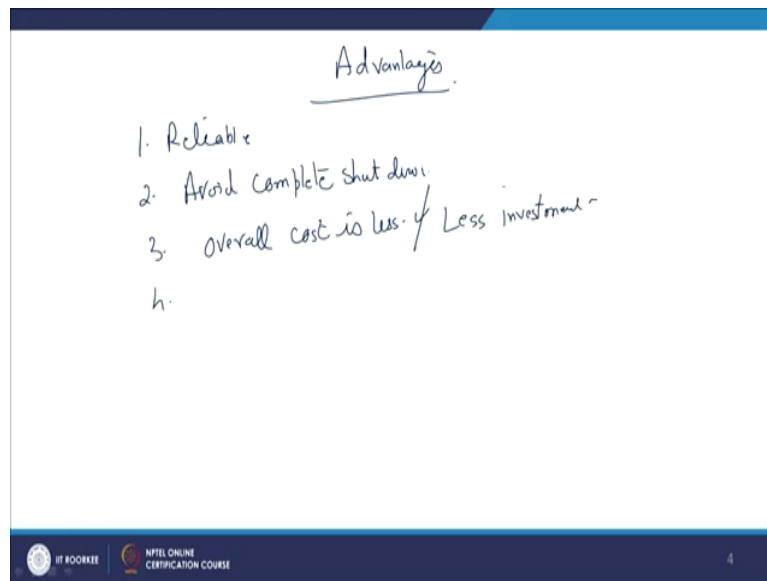 Advantages
1. Reliable
2. Avoid complete shut down
3. Overall cost is less. / Less investment
4.
IIT ROORKEE
NPTEL ONLINE
CERTIFICATION COURSE
4